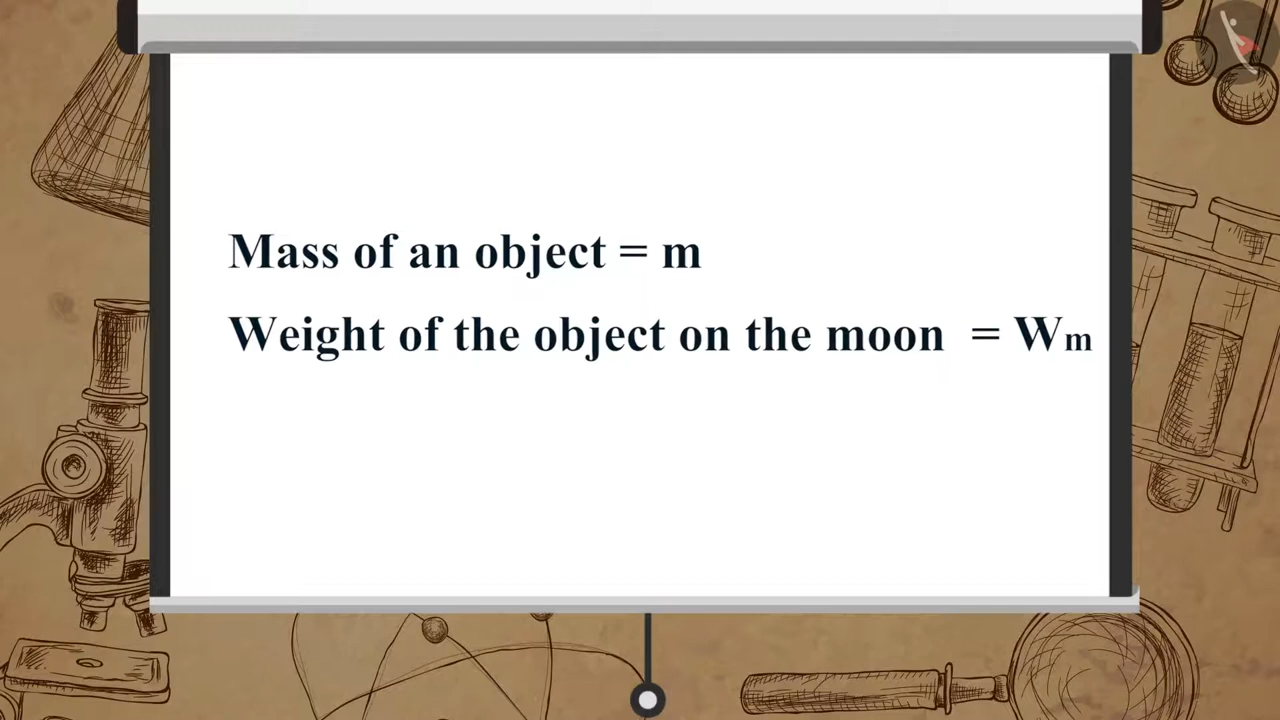 Mass of an object = m
Weight of the object on the moon = Wm